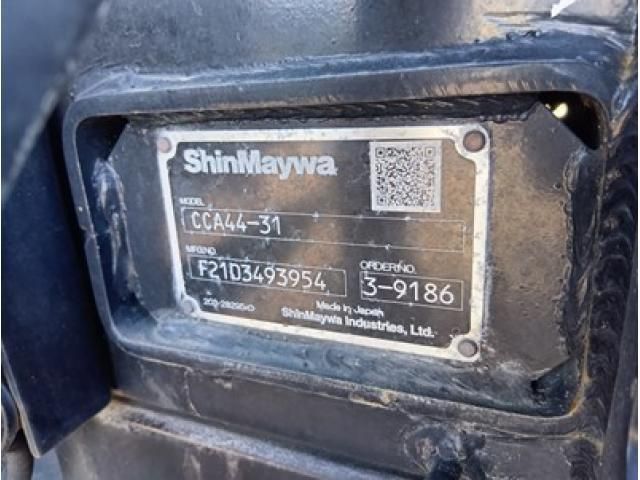 ShinMaywa
MODEL
CCA44-31
MFG.NO
F21D3493954
ORDER.NO.
3-9186
Made in Japan
ShinMaywa Industries, Ltd.